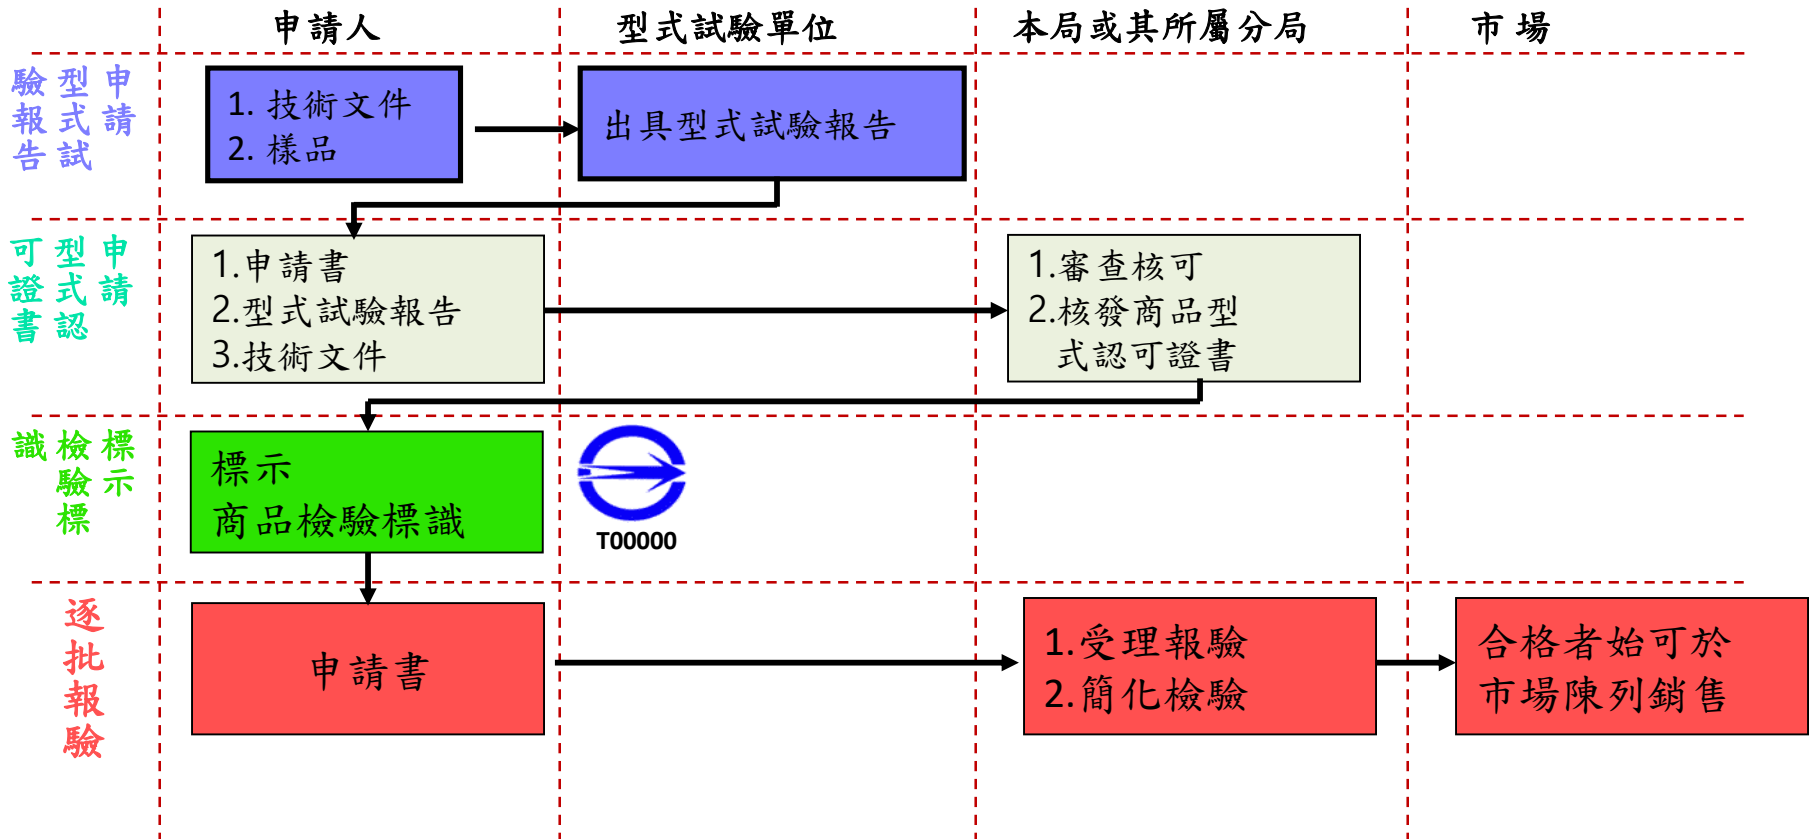 申請人
型式試驗單位
本局或其所屬分局
市場
申請
型式試
驗報告
1. 技術文件
2. 樣品
出具型式試驗報告
申請
型式認
可證書
1.申請書
2.型式試驗報告
3.技術文件
1.審查核可
2.核發商品型
式認可證書
標示
檢驗標
識
標示
商品檢驗標識
T00000
逐批報驗
申請書
1.受理報驗
2.簡化檢驗
合格者始可於
市場陳列銷售